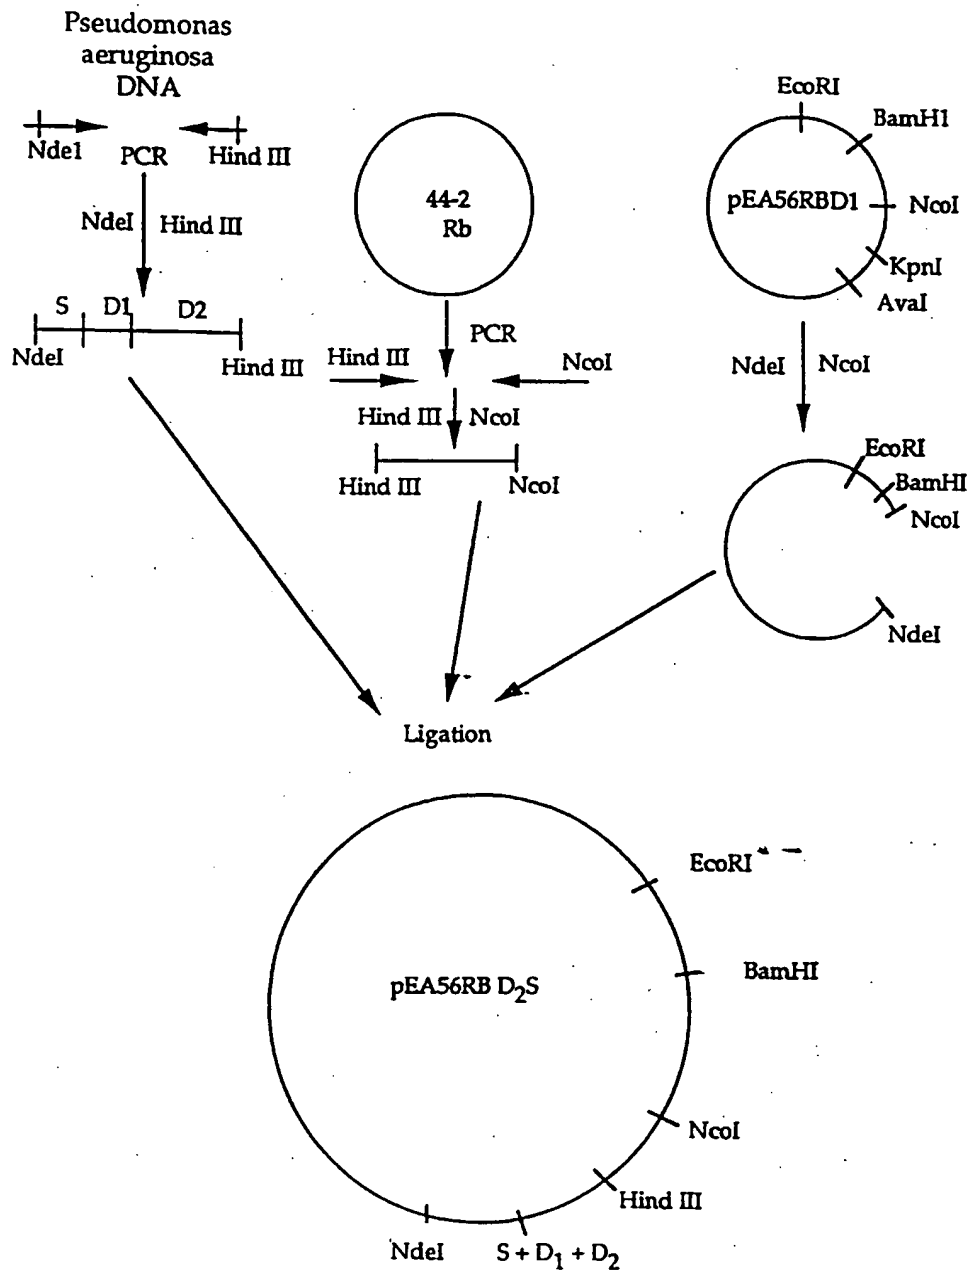 Pseudomonas
aeruginosa
DNA
Nde1
PCR
Hind III
NdeI
Hind III
S
D1
D2
NdeI
Hind III
44-2
Rb
PCR
Hind III
NcoI
Hind III
NcoI
Hind III
NcoI
EcoRI
BamH1
pEA56RBD1
NcoI
KpnI
AvaI
NdeI
NcoI
EcoRI
BamHI
NcoI
NdeI
Ligation
EcoRI
BamHI
pEA56RB D₂S
NcoI
Hind III
NdeI
S + D₁ + D₂